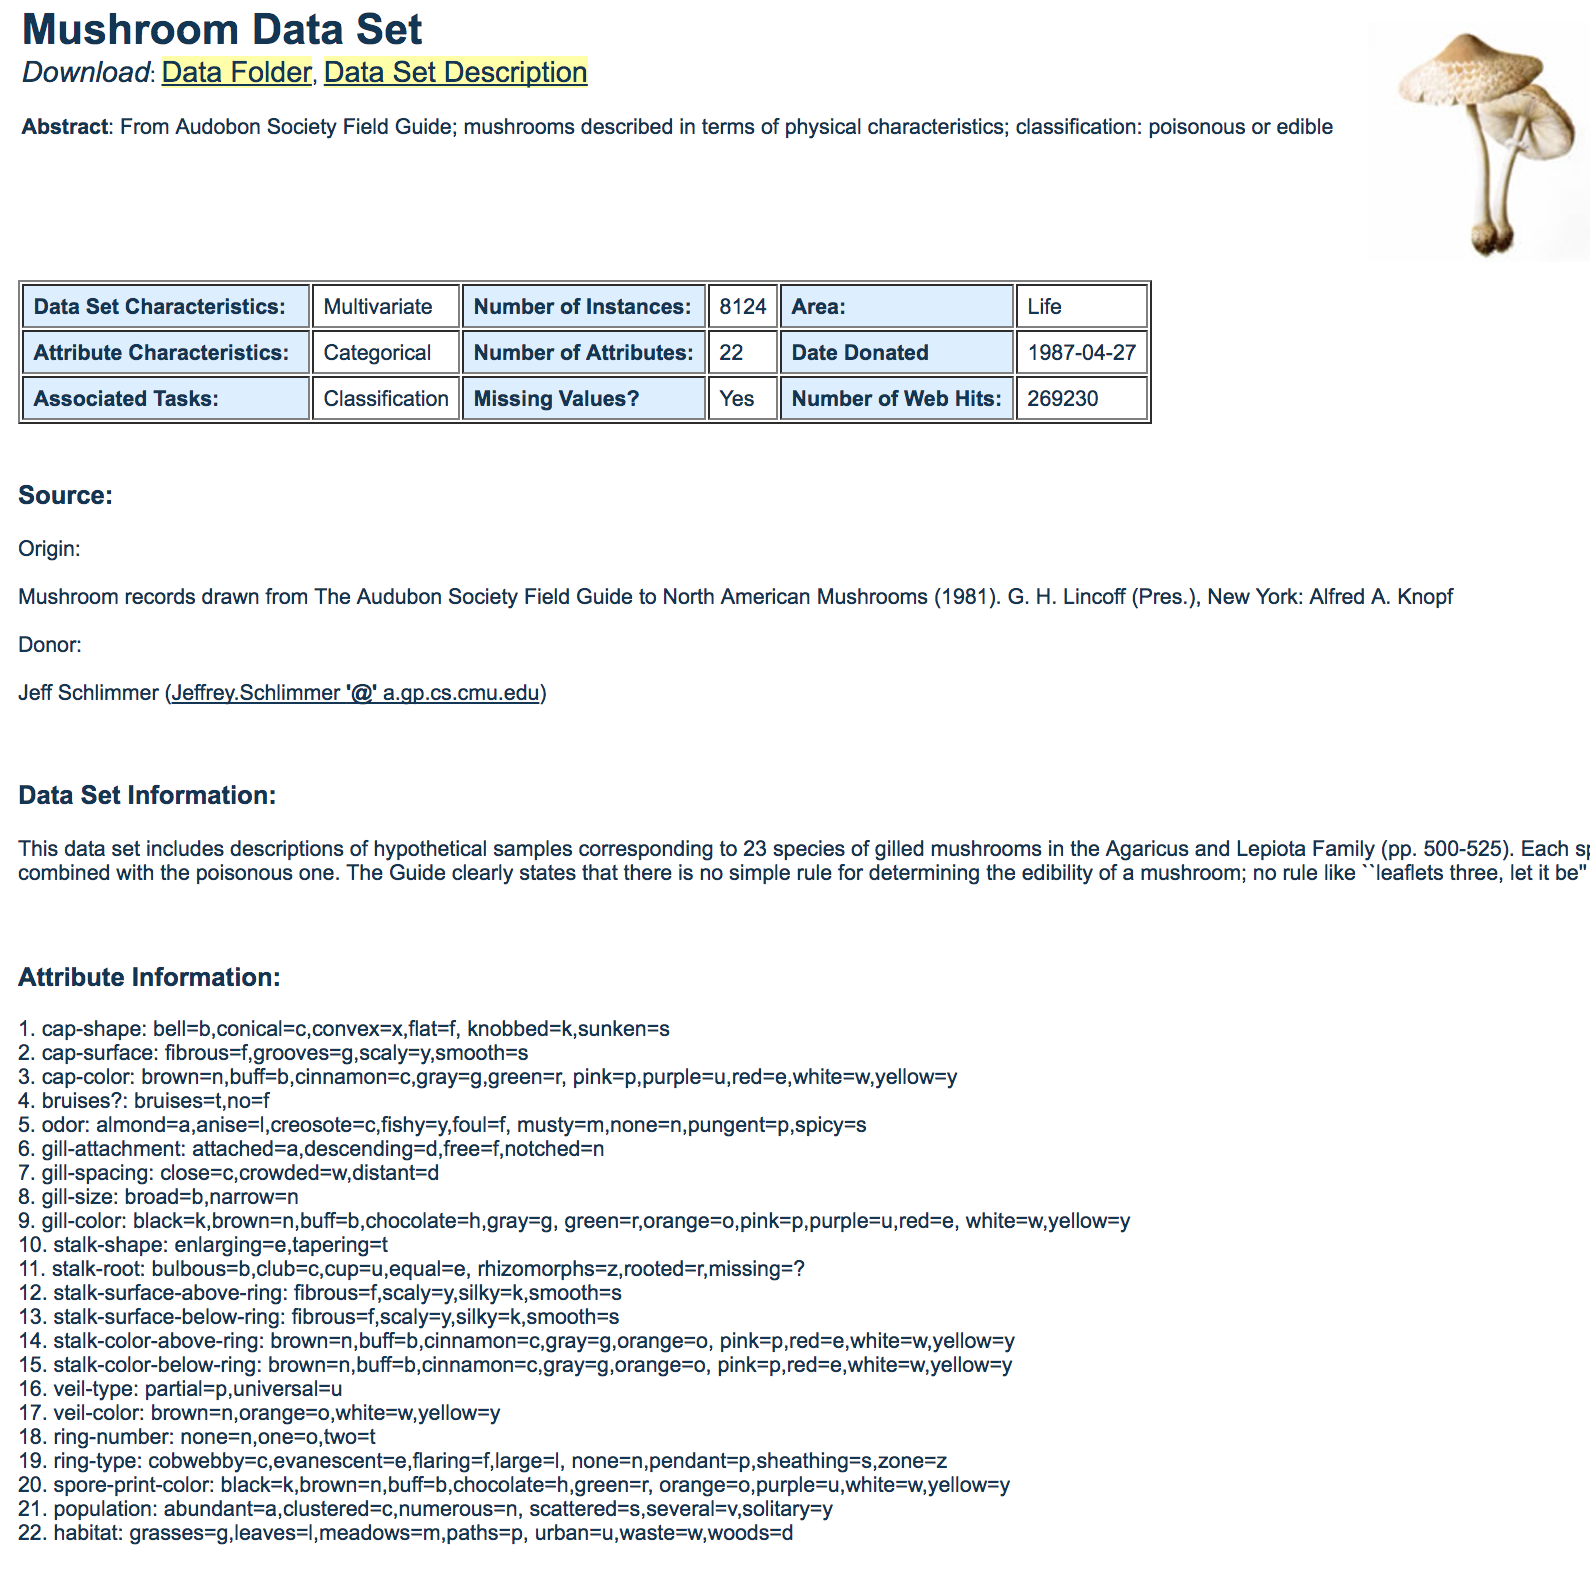 Mushroom Data Set
Download: Data Folder, Data Set Description
Abstract: From Audobon Society Field Guide; mushrooms described in terms of physical characteristics; classification: poisonous or edible
Data Set Characteristics: Multivariate Number of Instances: 8124 Area: Life
Attribute Characteristics: Categorical Number of Attributes: 22 Date Donated 1987-04-27
Associated Tasks: Classification Missing Values? Yes Number of Web Hits: 269230
Source:
Origin:
Mushroom records drawn from The Audubon Society Field Guide to North American Mushrooms (1981). G. H. Lincoff (Pres.), New York: Alfred A. Knopf
Donor:
Jeff Schlimmer (Jeffrey.Schlimmer '@' a.gp.cs.cmu.edu)
Data Set Information:
This data set includes descriptions of hypothetical samples corresponding to 23 species of gilled mushrooms in the Agaricus and Lepiota Family (pp. 500-525). Each
combined with the poisonous one. The Guide clearly states that there is no simple rule for determining the edibility of a mushroom; no rule like ``leaflets three, let it be''
Attribute Information:
1. cap-shape: bell=b,conical=c,convex=x,flat=f, knobbed=k,sunken=s
2. cap-surface: fibrous=f,grooves=g,scaly=y,smooth=s
3. cap-color: brown=n,buff=b,cinnamon=c,gray=g,green=r, pink=p,purple=u,red=e,white=w,yellow=y
4. bruises?: bruises=t,no=f
5. odor: almond=a,anise=l,creosote=c,fishy=y,foul=f, musty=m,none=n,pungent=p,spicy=s
6. gill-attachment: attached=a,descending=d,free=f,notched=n
7. gill-spacing: close=c,crowded=w,distant=d
8. gill-size: broad=b,narrow=n
9. gill-color: black=k,brown=n,buff=b,chocolate=h,gray=g, green=r,orange=o,pink=p,purple=u,red=e, white=w,yellow=y
10. stalk-shape: enlarging=e,tapering=t
11. stalk-root: bulbous=b,club=c,cup=u,equal=e, rhizomorphs=z,rooted=r,missing=?
12. stalk-surface-above-ring: fibrous=f,scaly=y,silky=k,smooth=s
13. stalk-surface-below-ring: fibrous=f,scaly=y,silky=k,smooth=s
14. stalk-color-above-ring: brown=n,buff=b,cinnamon=c,gray=g,orange=o, pink=p,red=e,white=w,yellow=y
15. stalk-color-below-ring: brown=n,buff=b,cinnamon=c,gray=g,orange=o, pink=p,red=e,white=w,yellow=y
16. veil-type: partial=p,universal=u
17. veil-color: brown=n,orange=o,white=w,yellow=y
18. ring-number: none=n,one=o,two=t
19. ring-type: cobwebby=c,evanescent=e,flaring=f,large=l, none=n,pendant=p,sheathing=s,zone=z
20. spore-print-color: black=k,brown=n,buff=b,chocolate=h,green=r, orange=o,purple=u,white=w,yellow=y
21. population: abundant=a,clustered=c,numerous=n, scattered=s,several=v,solitary=y
22. habitat: grasses=g,leaves=l,meadows=m,paths=p, urban=u,waste=w,woods=d